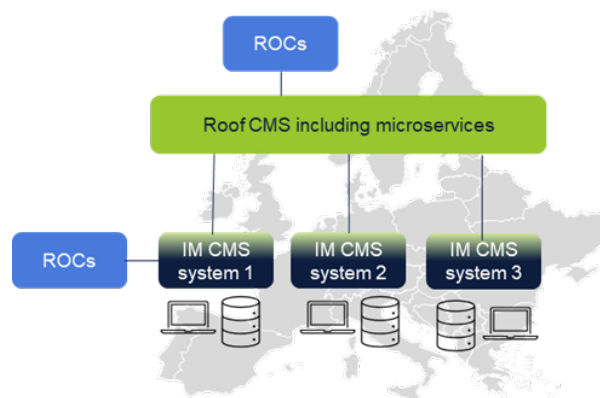 ROCs
Roof CMS including microservices
ROCs
IM CMS
system 1
IM CMS
system 2
IM CMS
system 3